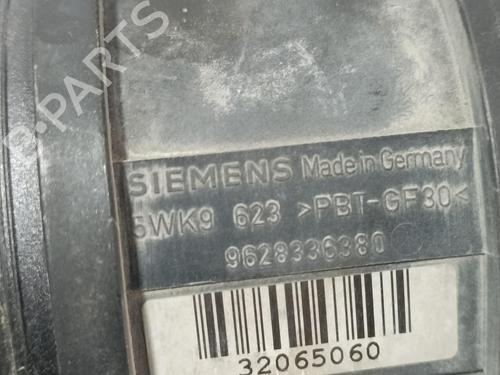 B-PARTS
SIEMENS Made in Germany
5WK9 623 >PBT-GF30<
9628336380
32065060